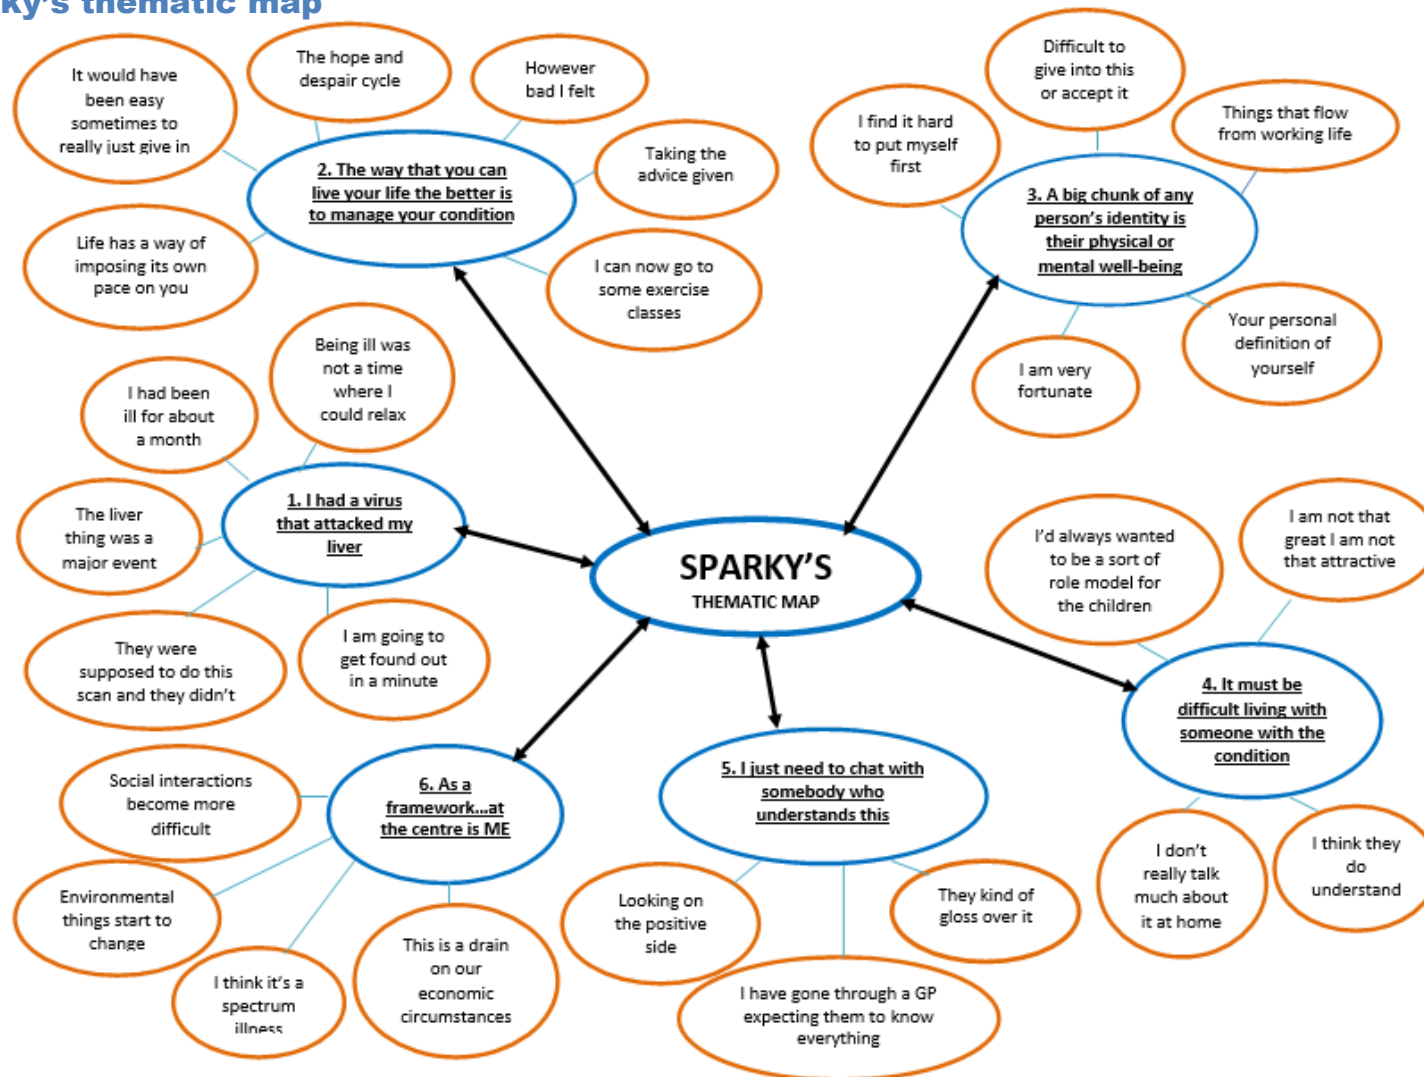 ky's thematic map
It would have
been easy
sometimes to
really just give in
The hope and
despair cycle
However
bad I felt
Taking the
advice given
2. The way that you can
live your life the better is
to manage your condition
Life has a way of
imposing its own
pace on you
I can now go to
some exercise
classes
Difficult to
give into this
or accept it
I find it hard
to put myself
first
Things that flow
from working life
3. A big chunk of any
person's identity is
their physical or
mental well-being
Your personal
definition of
yourself
I am very
fortunate
Being ill was
not a time
where I
could relax
I had been
ill for about
a month
1. I had a virus
that attacked my
liver
The liver
thing was a
major event
They were
supposed to do this
scan and they didn't
I am going to
get found out
in a minute
SPARKY'S
THEMATIC MAP
I'd always wanted
to be a sort of
role model for
the children
I am not that
great I am not
that attractive
4. It must be
difficult living with
someone with the
condition
I don't
really talk
much about
it at home
I think they
do
understand
5. I just need to chat with
somebody who
understands this
Looking on
the positive
side
They kind of
gloss over it
I have gone through a GP
expecting them to know
everything
6. As a
framework...at
the centre is ME
Social interactions
become more
difficult
Environmental
things start to
change
I think it's a
spectrum
illness
This is a drain
on our
economic
circumstances